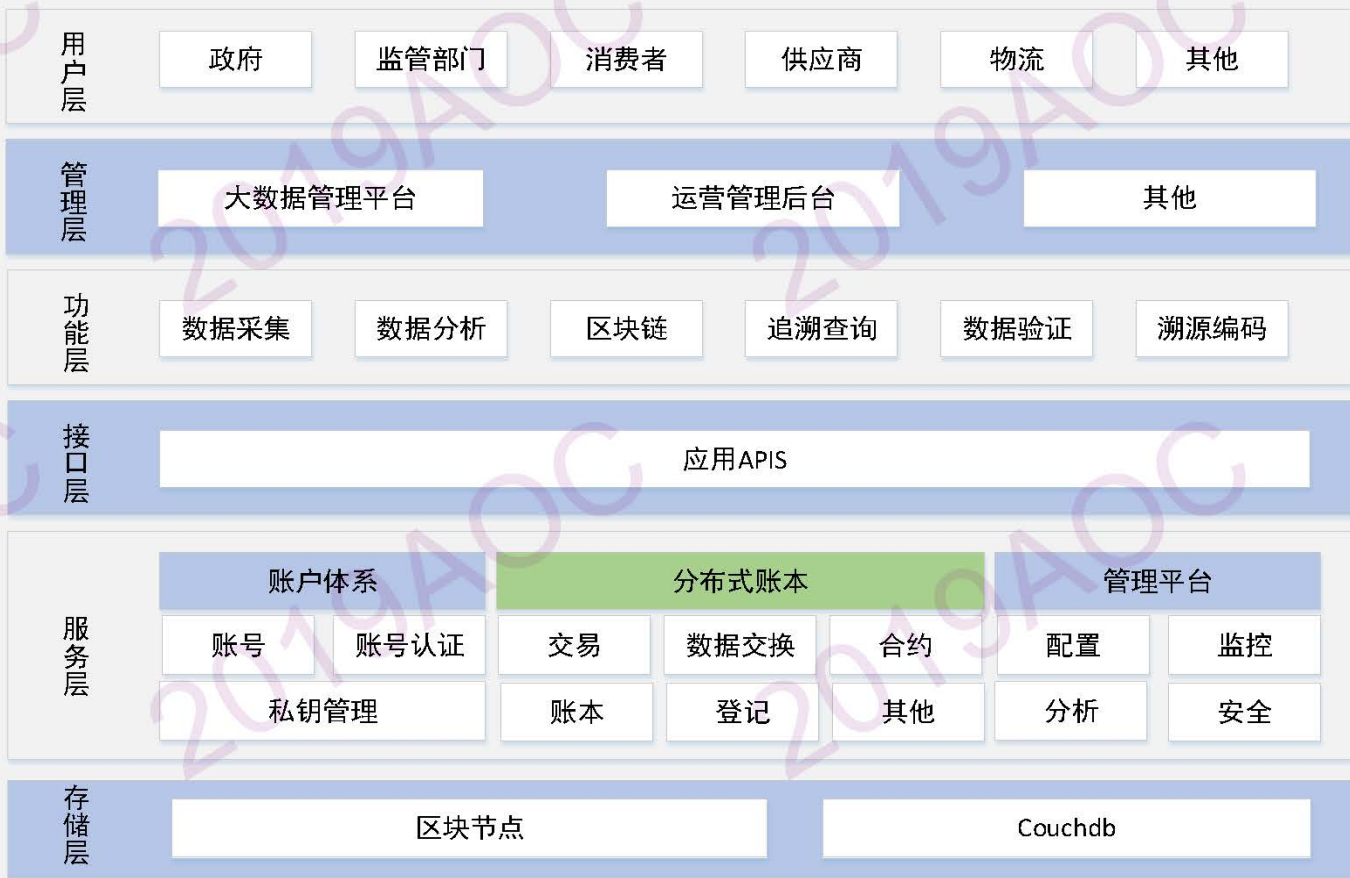 用户层
政府 监管部门 消费者 供应商 物流 其他
管理层
大数据管理平台 运营管理后台 其他
功能层
数据采集 数据分析 区块链 追溯查询 数据验证 溯源编码
接口层
应用APIS
服务层
账户体系 分布式账本 管理平台
账号 账号认证 交易 数据交换 合约 配置 监控
私钥管理 账本 登记 其他 分析 安全
存储层
区块节点 Couchdb
2019AOC
2019AOC
2019AOC
2019AOC